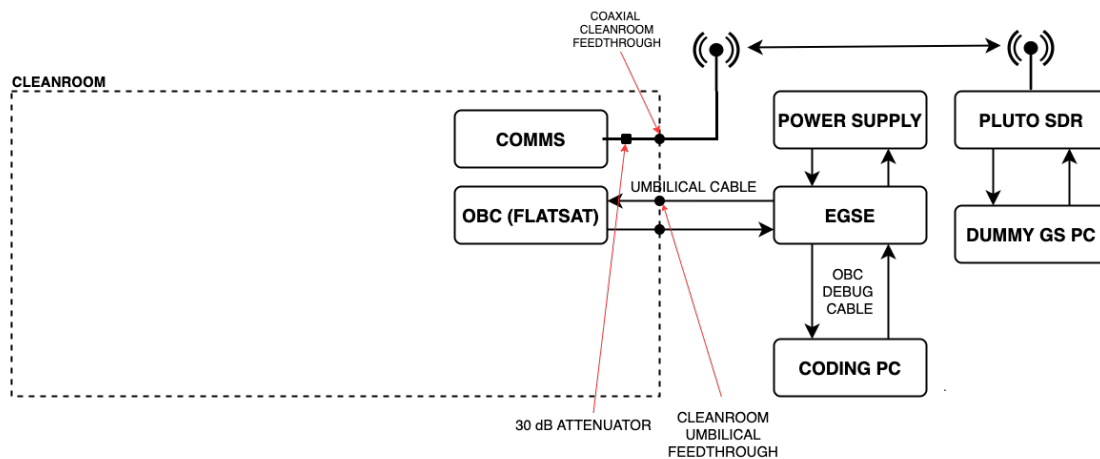 COAXIAL
CLEANROOM
FEEDTHROUGH
CLEANROOM
COMMS
POWER SUPPLY
PLUTO SDR
UMBILICAL CABLE
OBC (FLATSAT)
EGSE
DUMMY GS PC
OBC
DEBUG
CABLE
CODING PC
30 dB ATTENUATOR
CLEANROOM
UMBILICAL
FEEDTHROUGH